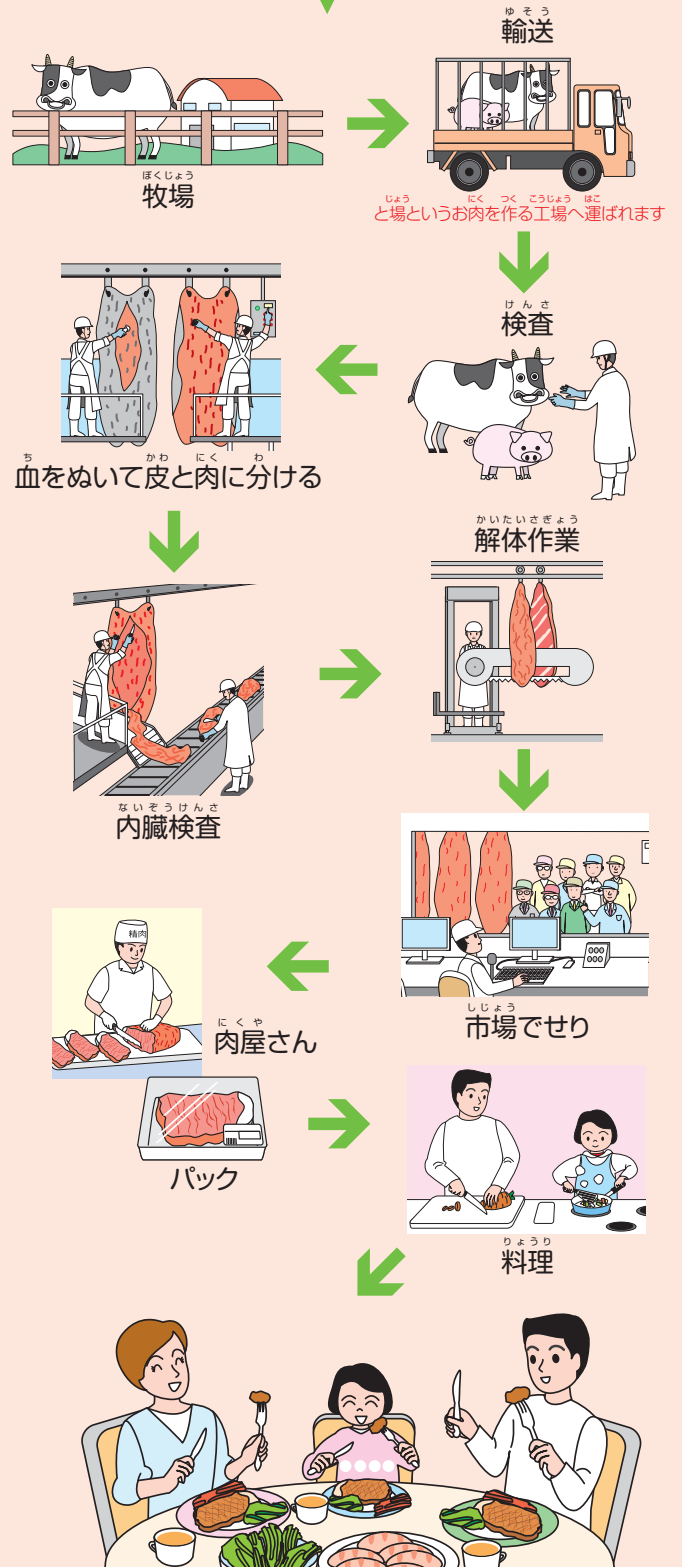 ぼくじょう
牧場
ゆそう
輸送
じょう にく つく こうじょう はこ
と場というお肉を作る工場へ運ばれます
けんさ
検査
ち かわ にく わ
血をぬいて皮と肉に分ける
ないぞうけんさ
内臓検査
かいたいさぎょう
解体作業
しじょう
市場でせり
精肉
にくや
肉屋さん
パック
りょうり
料理